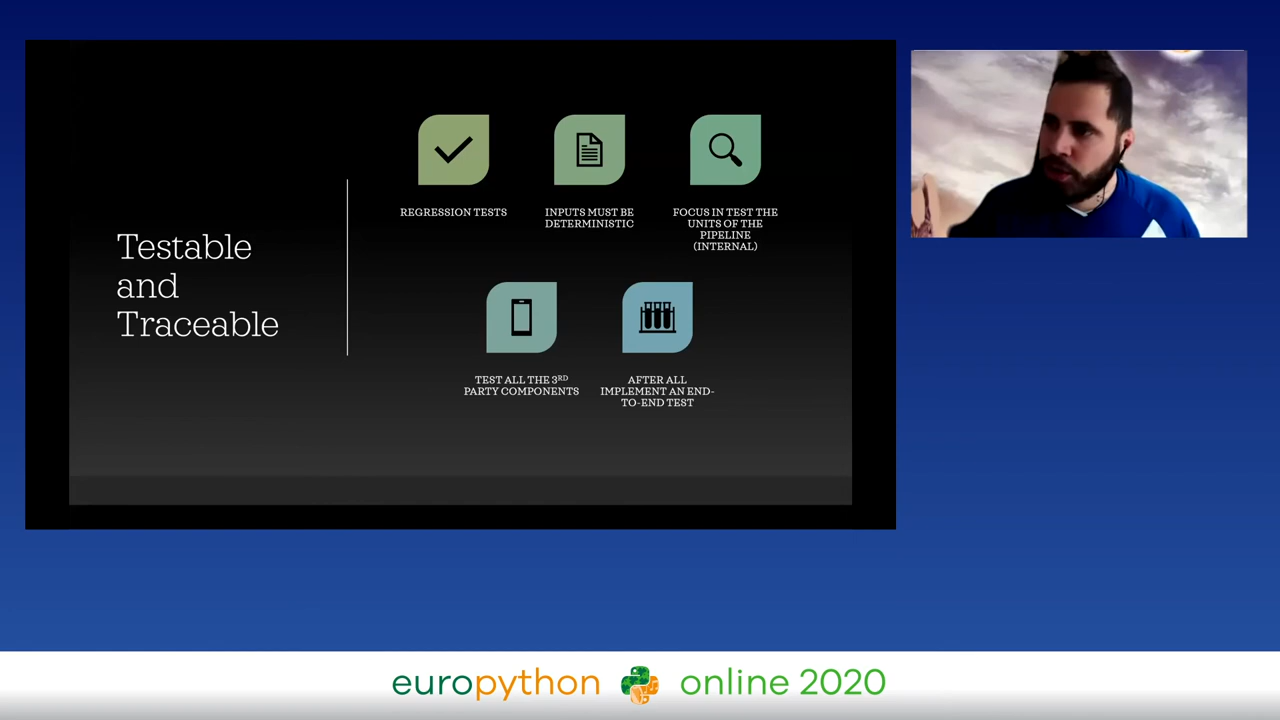 Testable
and
Traceable
REGRESSION TESTS
INPUTS MUST BE
DETERMINISTIC
FOCUS IN TEST THE
UNITS OF THE
PIPELINE
(INTERNAL)
TEST ALL THE 3RD
PARTY COMPONENTS
AFTER ALL
IMPLEMENT AN END-
TO-END TEST
europython online 2020